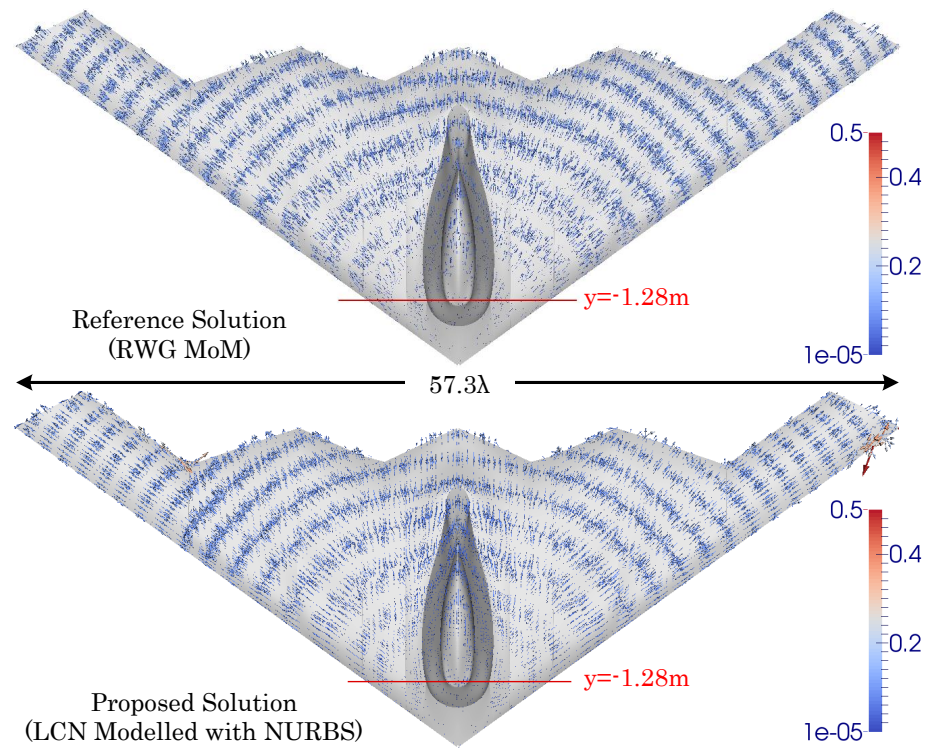 0.5
0.4
0.2
1e-05
y=-1.28m
Reference Solution
(RWG MoM)
57.3λ
0.5
0.4
0.2
1e-05
y=-1.28m
Proposed Solution
(LCN Modelled with NURBS)